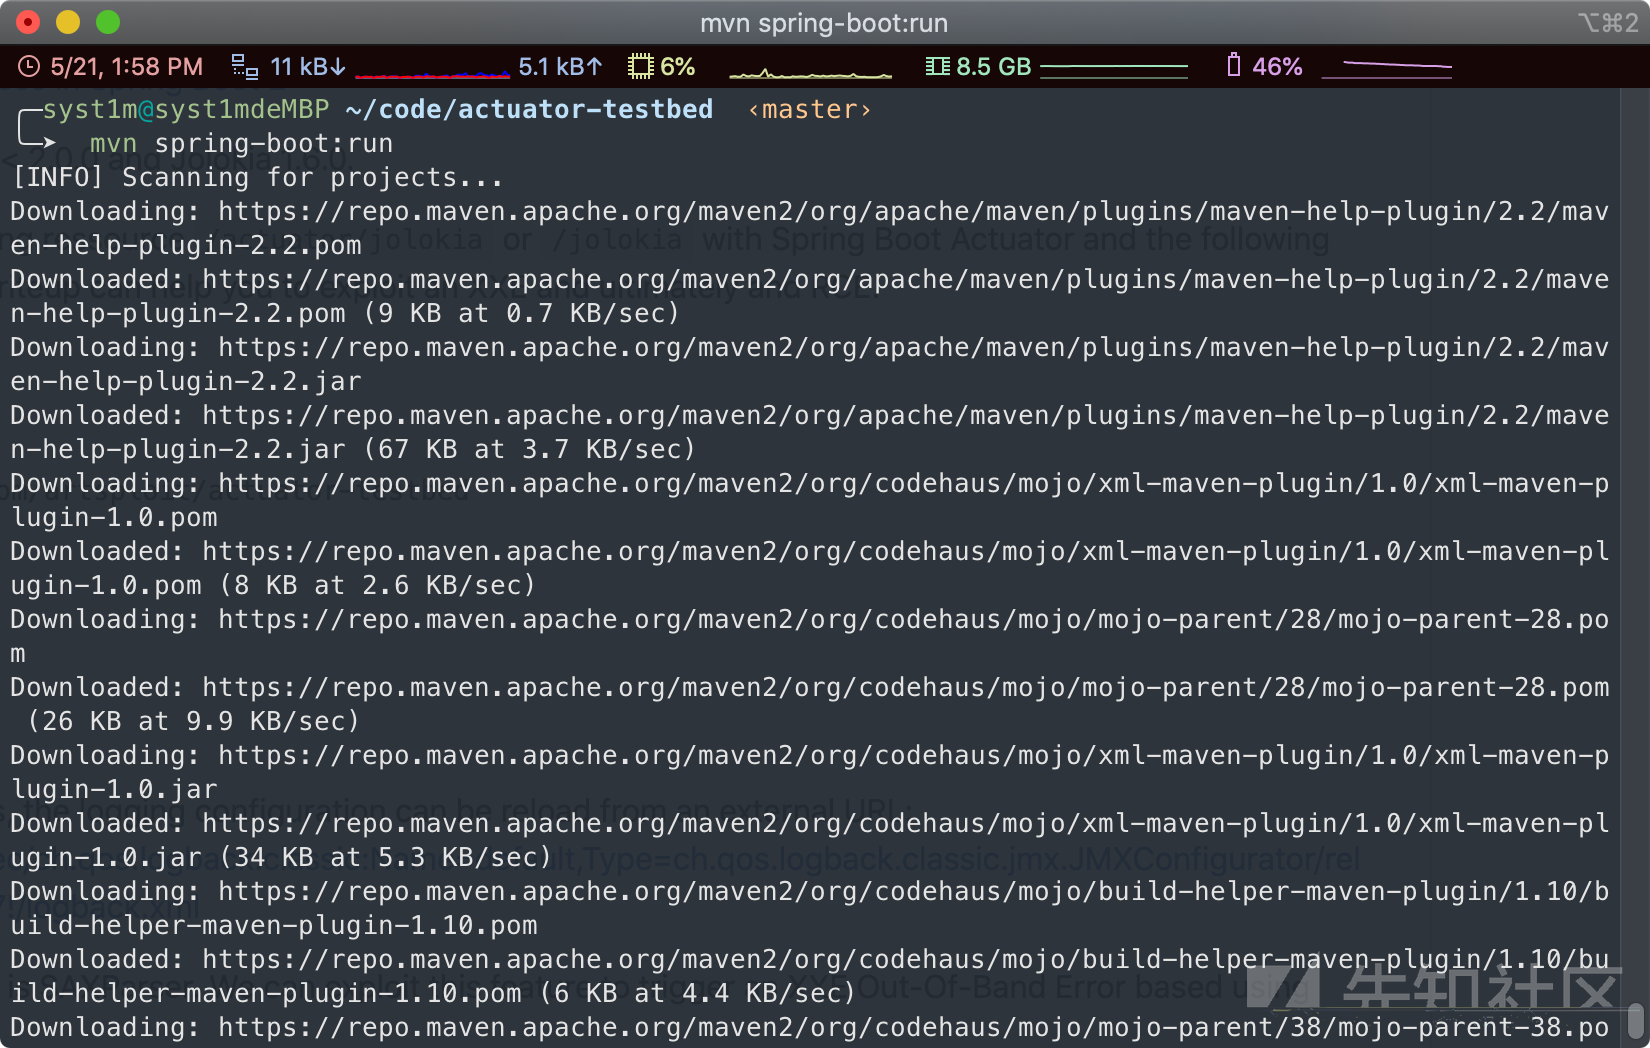 mvn spring-boot:run
⌥⌘2
5/21, 1:58 PM 11 kB↓ 5.1 kB↑ 6% 8.5 GB 46%
syst1m@syst1mdeMBP ~/code/actuator-testbed ‹master›
mvn spring-boot:run
[INFO] Scanning for projects...
Downloading: https://repo.maven.apache.org/maven2/org/apache/maven/plugins/maven-help-plugin/2.2/mav
en-help-plugin-2.2.pom
Downloaded: https://repo.maven.apache.org/maven2/org/apache/maven/plugins/maven-help-plugin/2.2/mave
n-help-plugin-2.2.pom (9 KB at 0.7 KB/sec)
Downloading: https://repo.maven.apache.org/maven2/org/apache/maven/plugins/maven-help-plugin/2.2/mav
en-help-plugin-2.2.jar
Downloaded: https://repo.maven.apache.org/maven2/org/apache/maven/plugins/maven-help-plugin/2.2/mave
n-help-plugin-2.2.jar (67 KB at 3.7 KB/sec)
Downloading: https://repo.maven.apache.org/maven2/org/codehaus/mojo/xml-maven-plugin/1.0/xml-maven-p
lugin-1.0.pom
Downloaded: https://repo.maven.apache.org/maven2/org/codehaus/mojo/xml-maven-plugin/1.0/xml-maven-pl
ugin-1.0.pom (8 KB at 2.6 KB/sec)
Downloading: https://repo.maven.apache.org/maven2/org/codehaus/mojo/mojo-parent/28/mojo-parent-28.po
m
Downloaded: https://repo.maven.apache.org/maven2/org/codehaus/mojo/mojo-parent/28/mojo-parent-28.pom
(26 KB at 9.9 KB/sec)
Downloading: https://repo.maven.apache.org/maven2/org/codehaus/mojo/xml-maven-plugin/1.0/xml-maven-p
lugin-1.0.jar
Downloaded: https://repo.maven.apache.org/maven2/org/codehaus/mojo/xml-maven-plugin/1.0/xml-maven-pl
ugin-1.0.jar (34 KB at 5.3 KB/sec)
Downloading: https://repo.maven.apache.org/maven2/org/codehaus/mojo/build-helper-maven-plugin/1.10/b
uild-helper-maven-plugin-1.10.pom
Downloaded: https://repo.maven.apache.org/maven2/org/codehaus/mojo/build-helper-maven-plugin/1.10/bu
ild-helper-maven-plugin-1.10.pom (6 KB at 4.4 KB/sec)
Downloading: https://repo.maven.apache.org/maven2/org/codehaus/mojo/mojo-parent/38/mojo-parent-38.po
先知社区